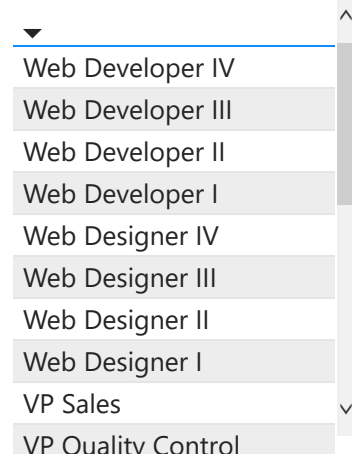 Web Developer IV
Web Developer III
Web Developer II
Web Developer I
Web Designer IV
Web Designer III
Web Designer II
Web Designer I
VP Sales
VP Quality Control